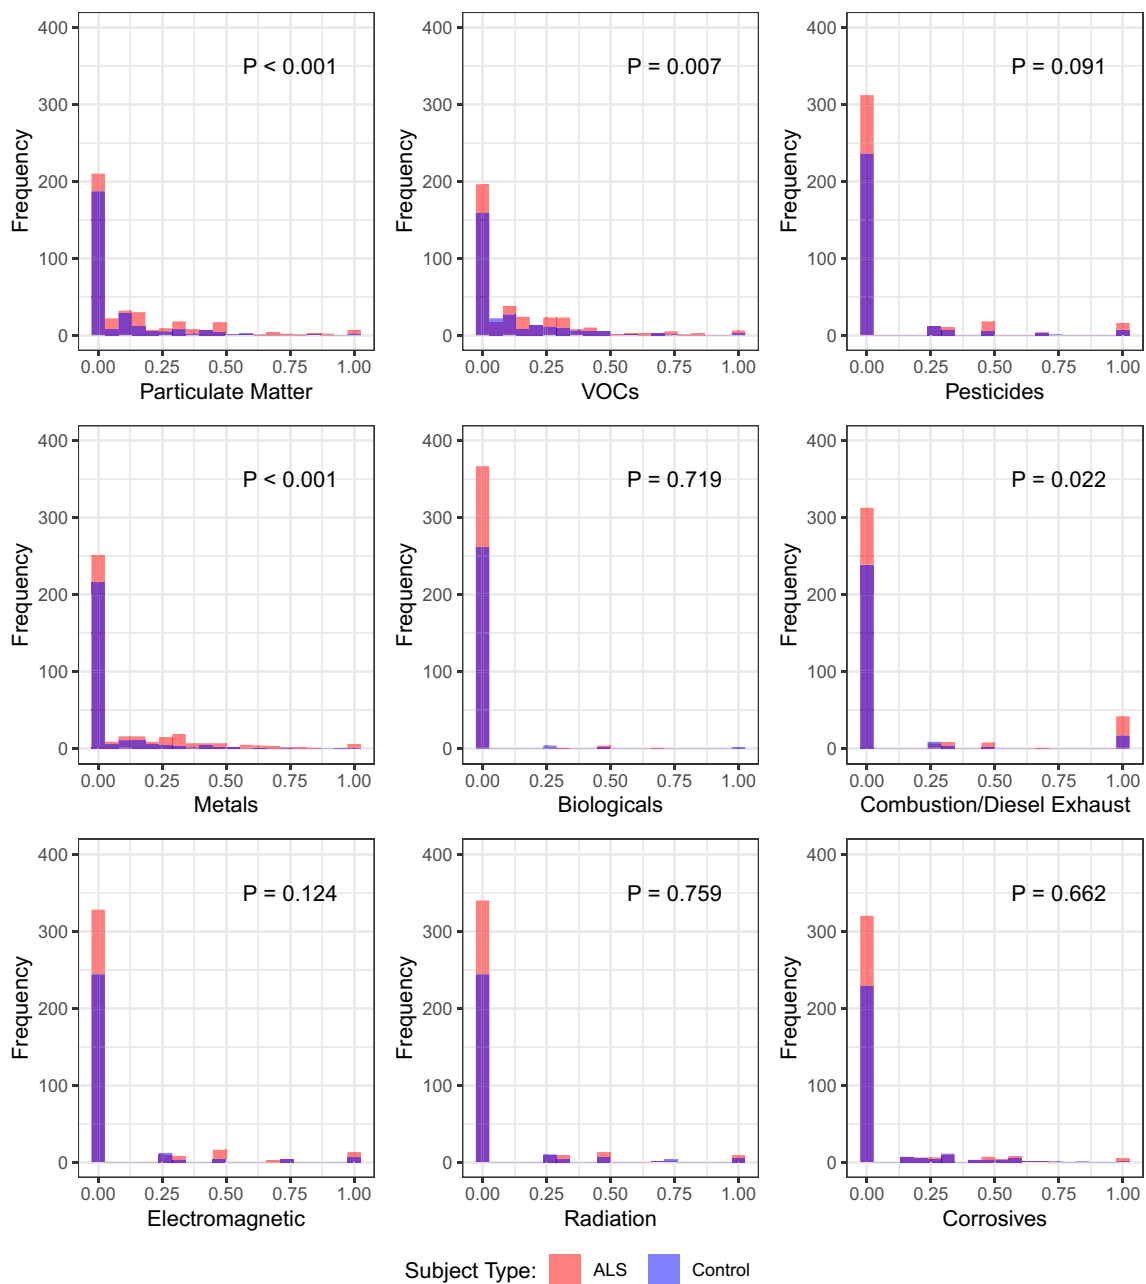 400
300
200
100
0
Frequency
P < 0.001
0.00 0.25 0.50 0.75 1.00
Particulate Matter
400
300
200
100
0
Frequency
P = 0.007
0.00 0.25 0.50 0.75 1.00
VOCs
400
300
200
100
0
Frequency
P = 0.091
0.00 0.25 0.50 0.75 1.00
Pesticides
400
300
200
100
0
Frequency
P < 0.001
0.00 0.25 0.50 0.75 1.00
Metals
400
300
200
100
0
Frequency
P = 0.719
0.00 0.25 0.50 0.75 1.00
Biologicals
400
300
200
100
0
Frequency
P = 0.022
0.00 0.25 0.50 0.75 1.00
Combustion/Diesel Exhaust
400
300
200
100
0
Frequency
P = 0.124
0.00 0.25 0.50 0.75 1.00
Electromagnetic
400
300
200
100
0
Frequency
P = 0.759
0.00 0.25 0.50 0.75 1.00
Radiation
400
300
200
100
0
Frequency
P = 0.662
0.00 0.25 0.50 0.75 1.00
Corrosives
Subject Type: ALS Control